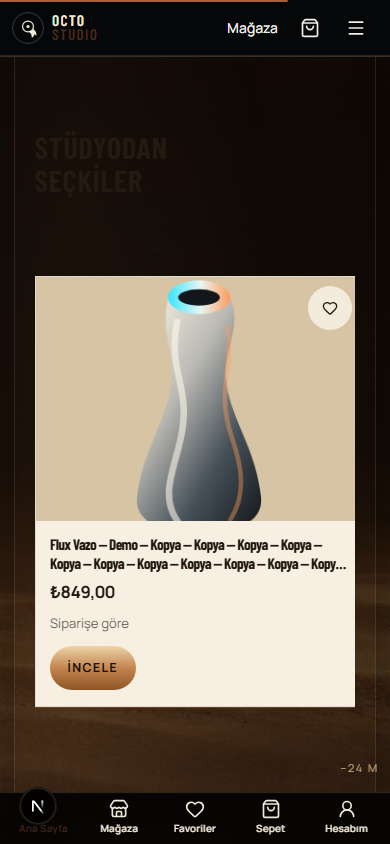 OCTO
STUDIO
Mağaza
STÜDYODAN
SEÇKİLER
Flux Vazo — Demo — Kopya — Kopya — Kopya — Kopya —
Kopya — Kopya — Kopya — Kopya — Kopya — Kopya — Kopy...
₺849,00
Siparişe göre
İNCELE
−24 M
N
Ana Sayfa
Mağaza
Favoriler
Sepet
Hesabım